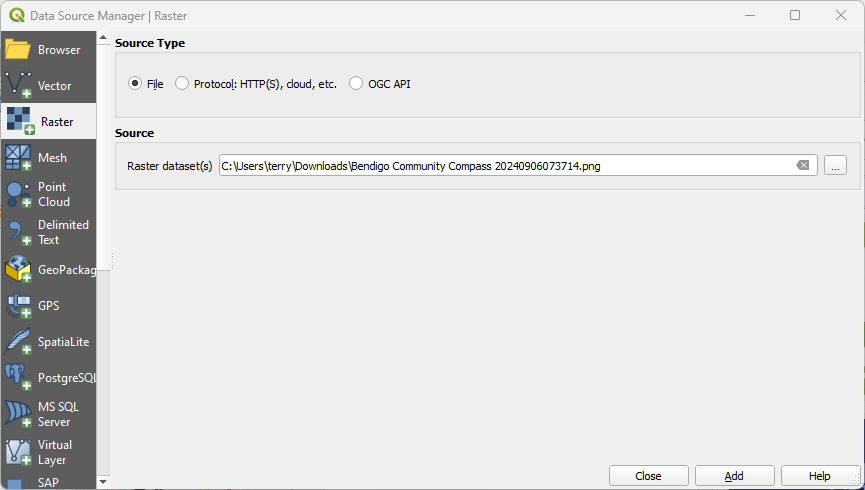 Data Source Manager | Raster
Browser
Vector
Raster
Mesh
Point
Cloud
Delimited
Text
GeoPackag
GPS
SpatiaLite
PostgreSQL
MS SQL
Server
Virtual
Layer
SAP
Source Type
File
Protocol: HTTP(S), cloud, etc.
OGC API
Source
Raster dataset(s)
C:\Users\terry\Downloads\Bendigo Community Compass 20240906073714.png
...
Close
Add
Help